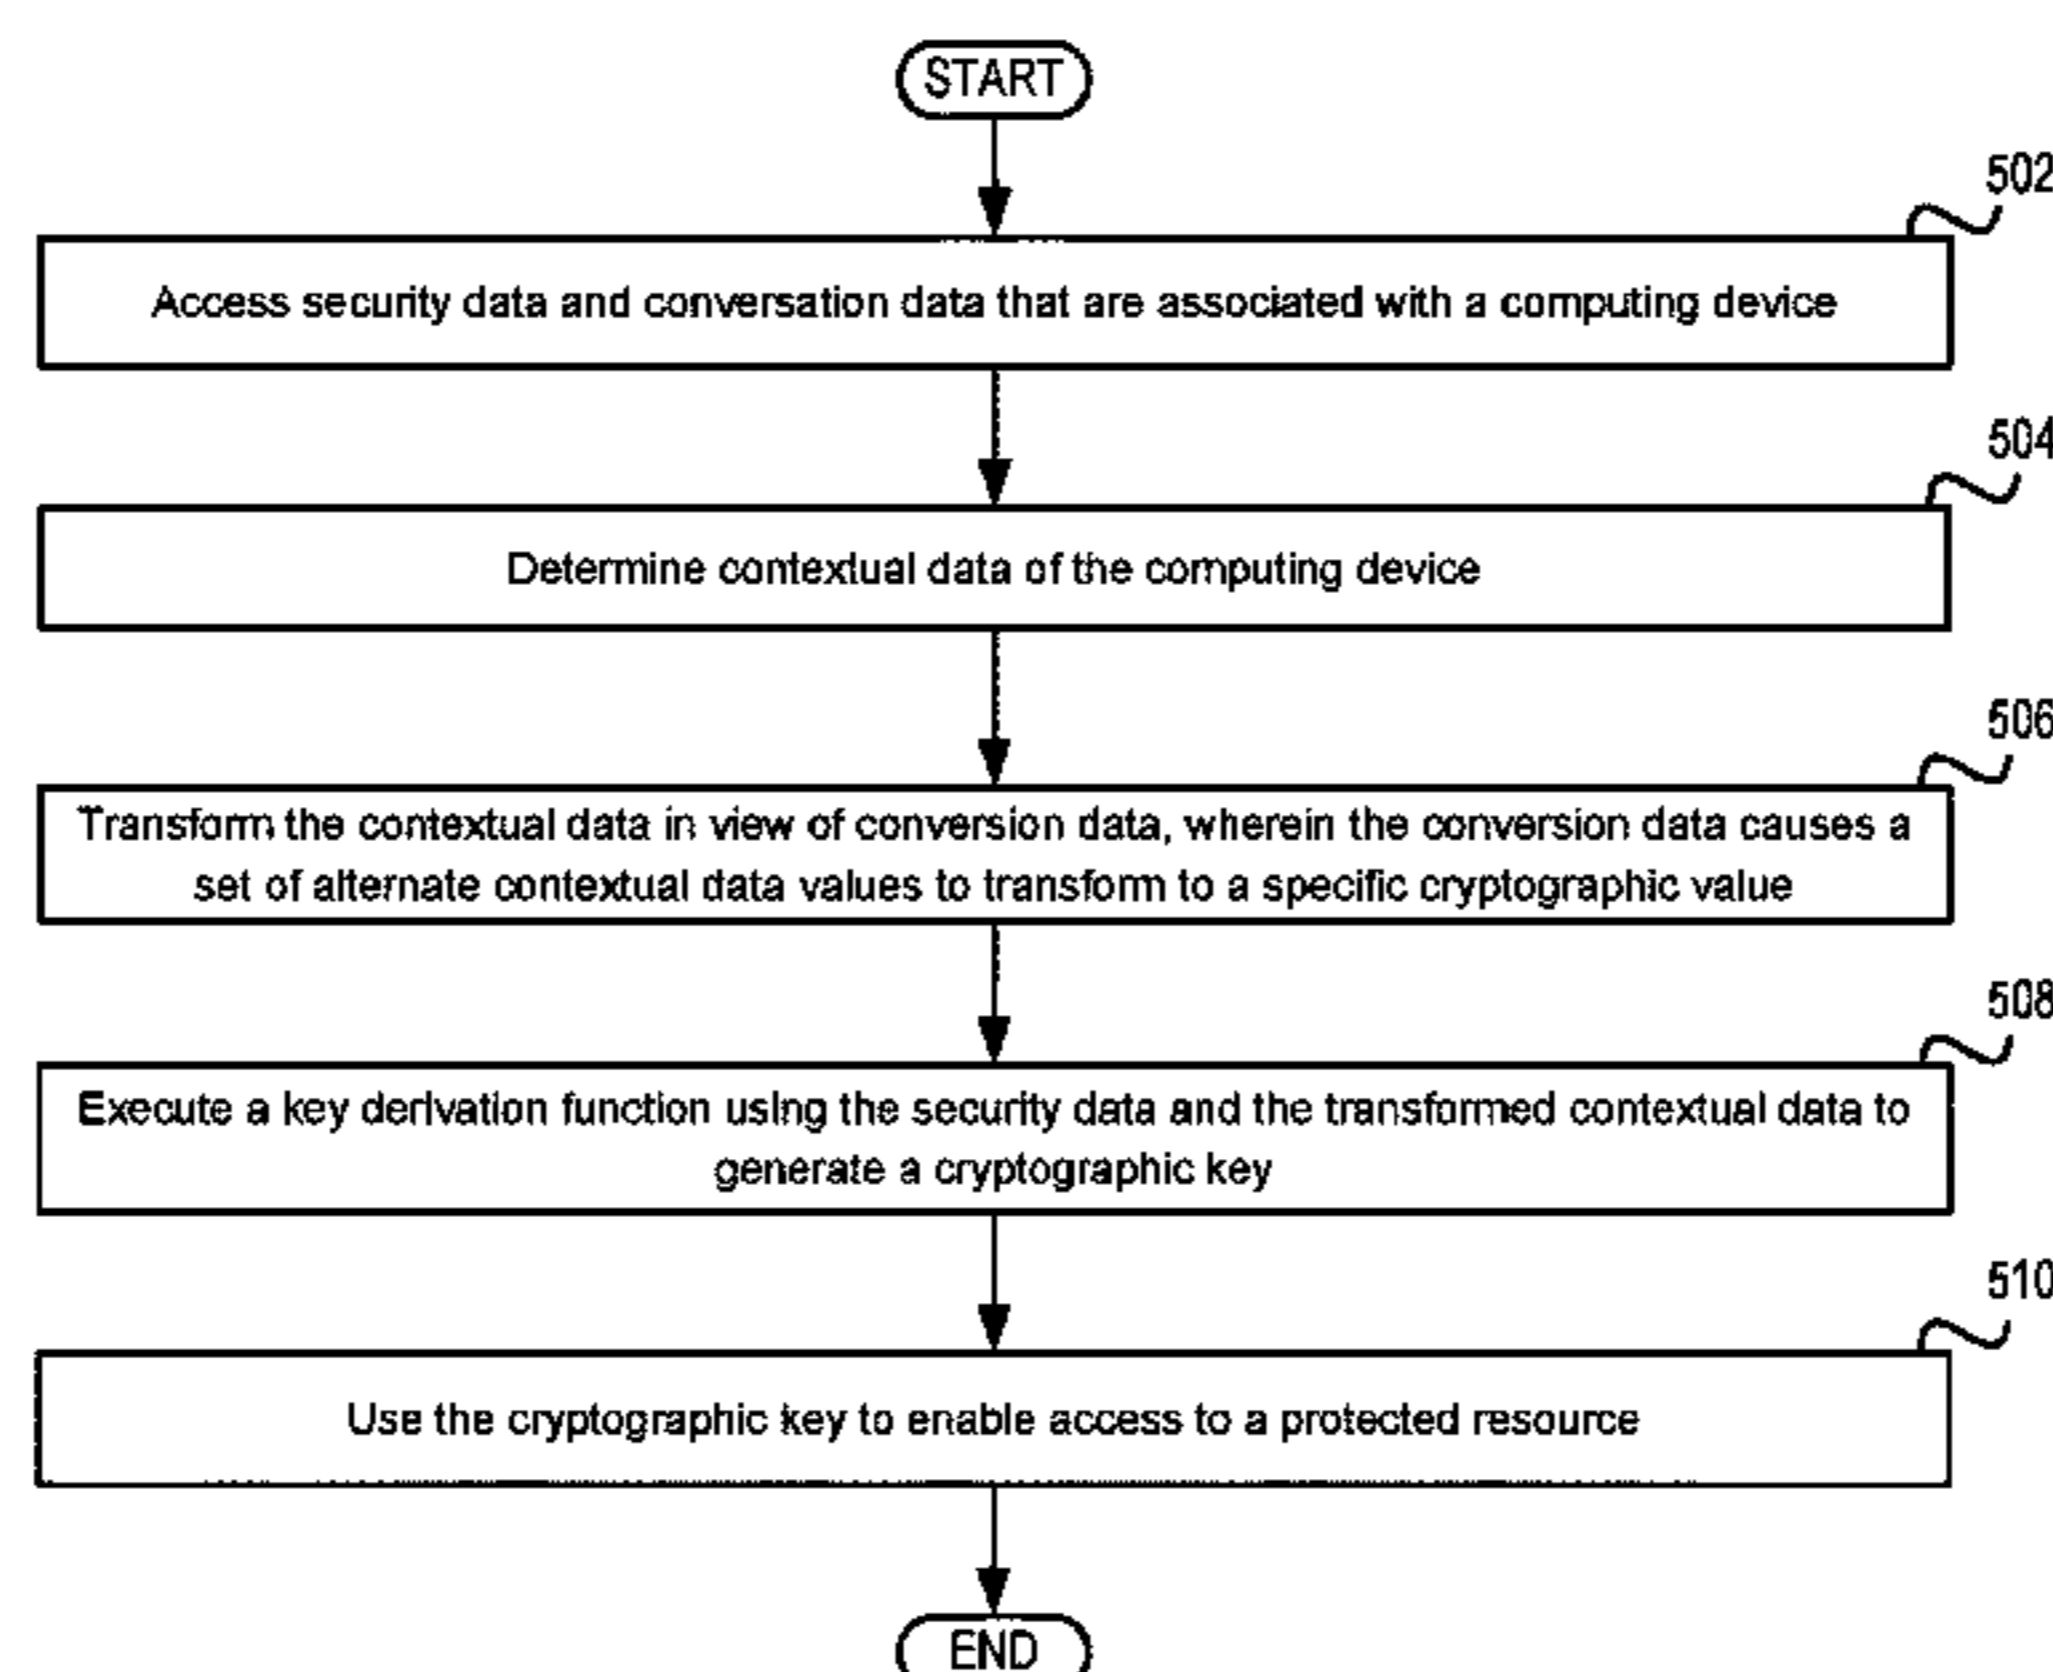 START
502
Access security data and conversation data that are associated with a computing device
504
Determine contextual data of the computing device
506
Transform the contextual data in view of conversion data, wherein the conversion data causes a
set of alternate contextual data values to transform to a specific cryptographic value
508
Execute a key derivation function using the security data and the transformed contextual data to
generate a cryptographic key
510
Use the cryptographic key to enable access to a protected resource
END